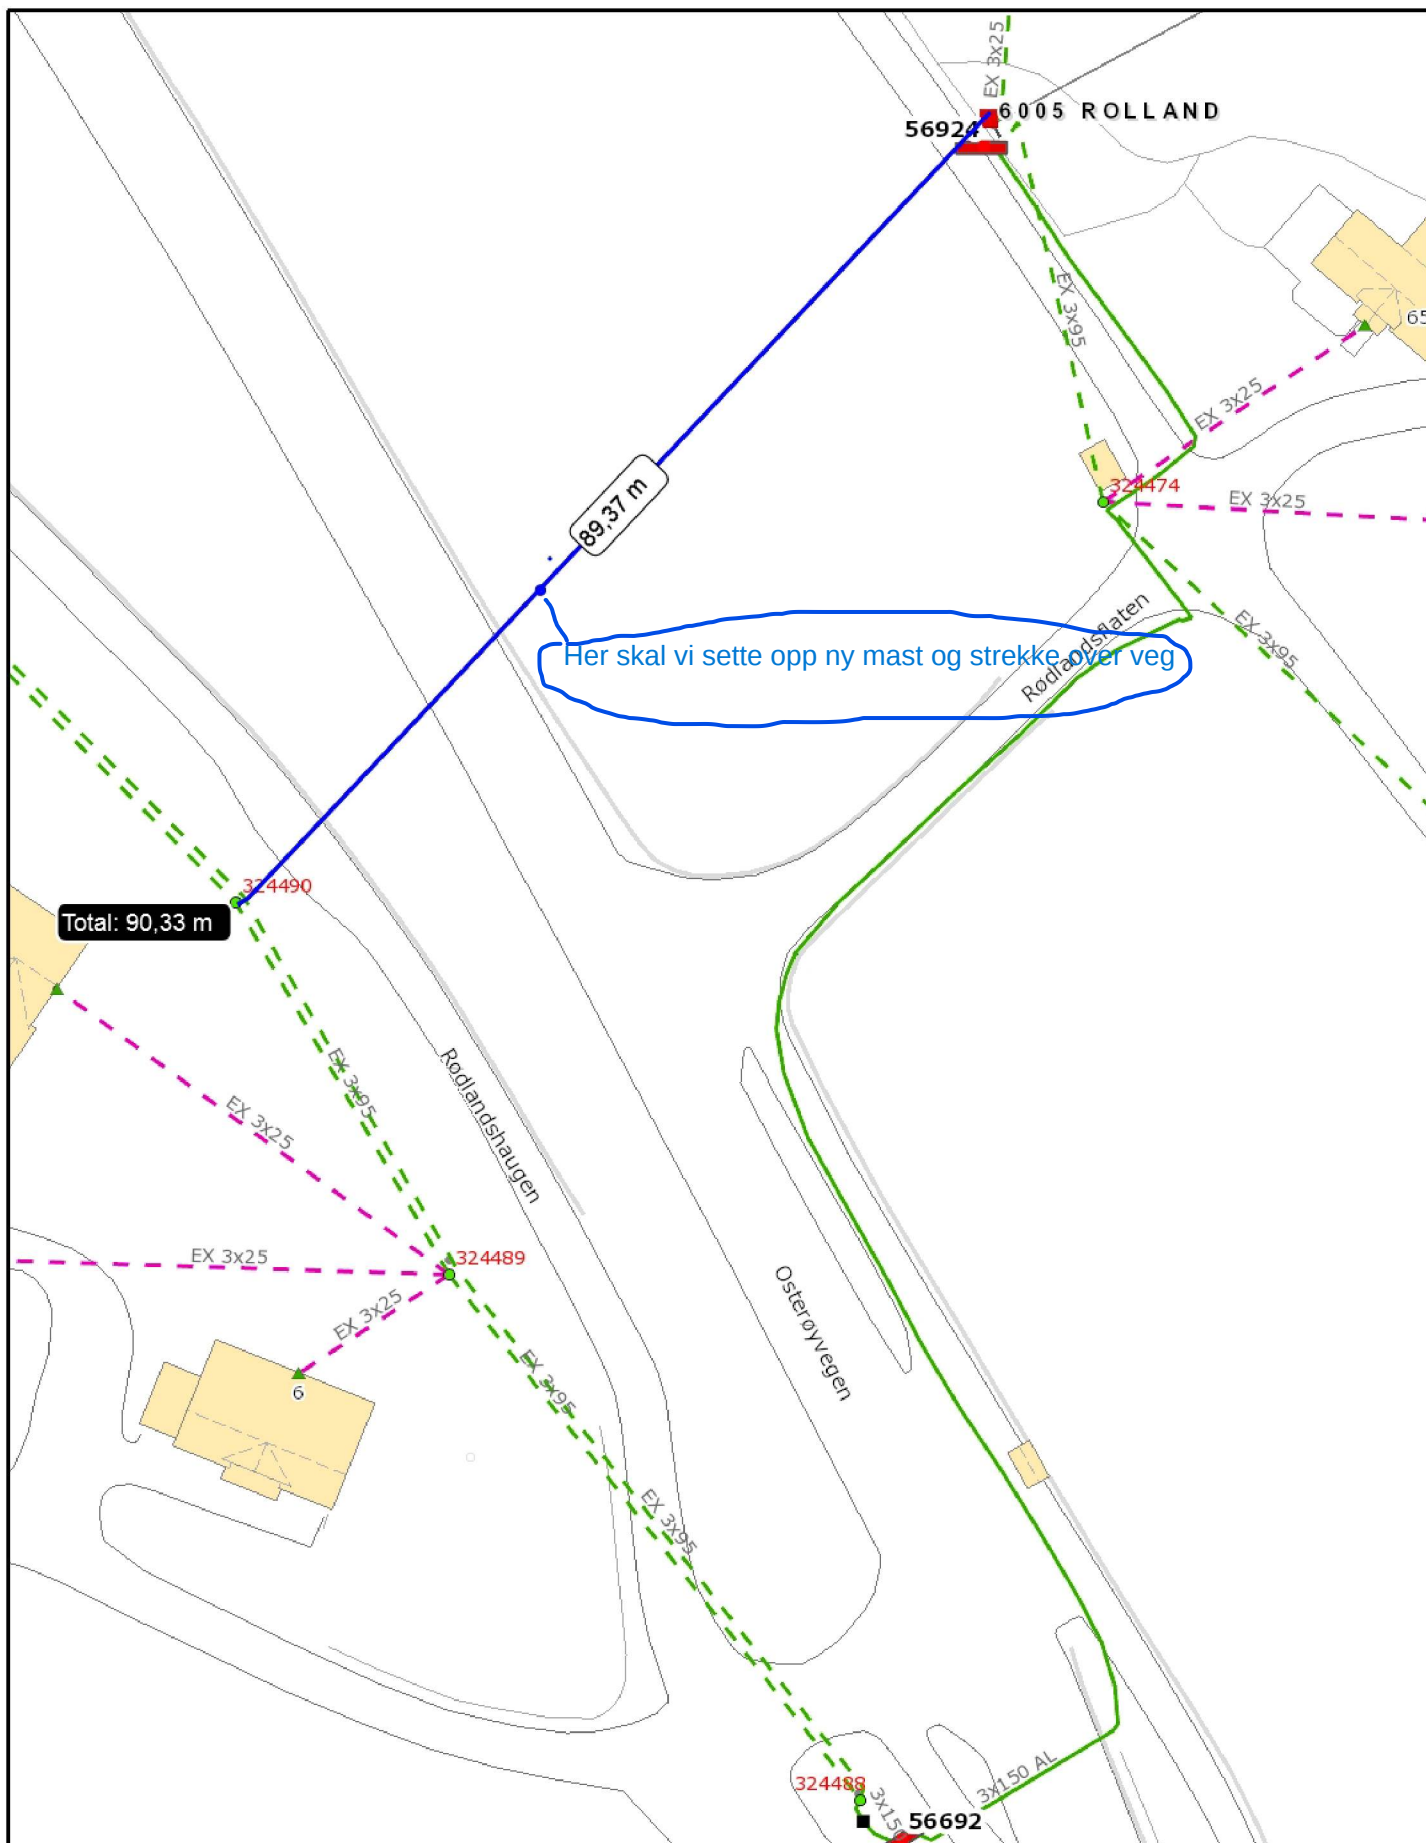 EX 3x25
6005 ROLLAND
56924
EX 3x95
65
EX 3x25
324474
EX 3x25
89,37 m
Rødlandsflaten
EX 3x95
Her skal vi sette opp ny mast og strekke over veg
324490
Total: 90,33 m
EX 3x95
EX 3x25
Rødlandshaugen
324489
EX 3x25
EX 3x25
6
EX 3x95
Osterøyvegen
EX 3x95
324488
3x150
3x150 AL
56692